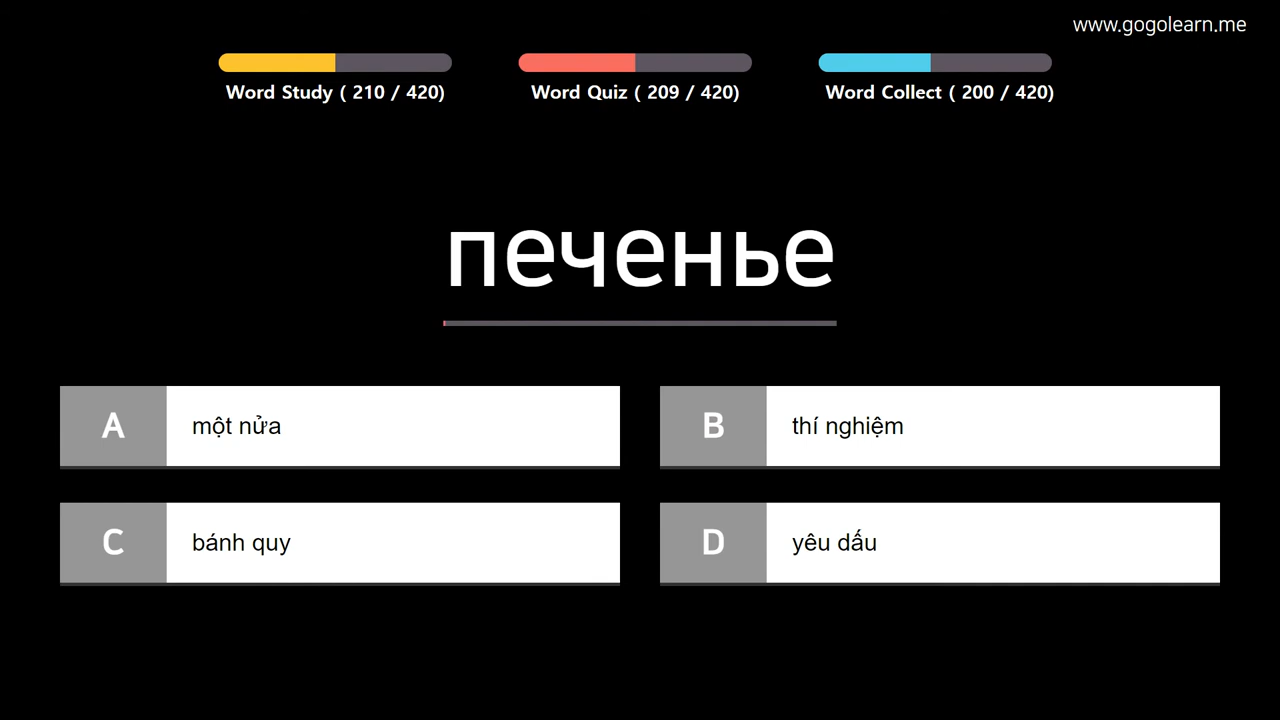 www.gogolearn.me
Word Study ( 210 / 420)
Word Quiz ( 209 / 420)
Word Collect ( 200 / 420)
печенье
A một nửa
B thí nghiệm
C bánh quy
D yêu dấu